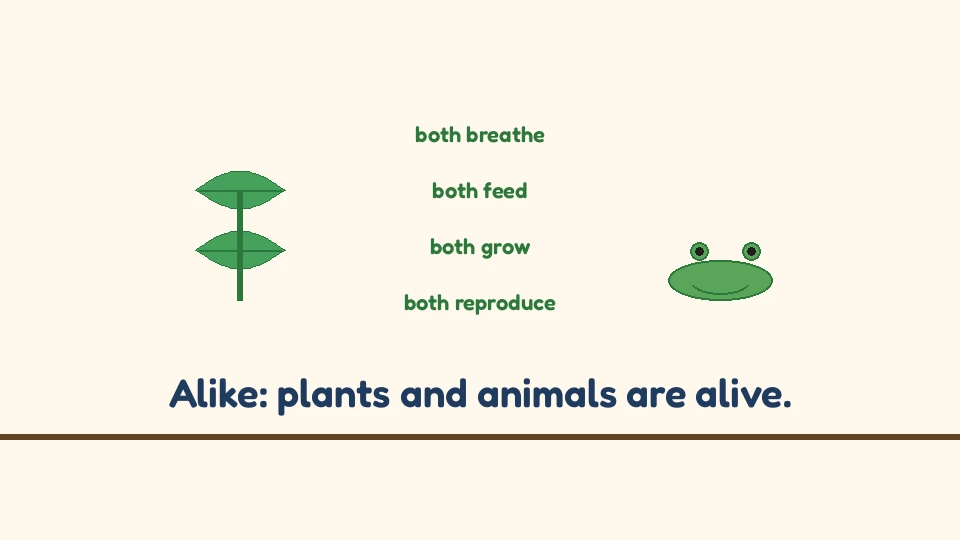 both breathe
both feed
both grow
both reproduce
Alike: plants and animals are alive.